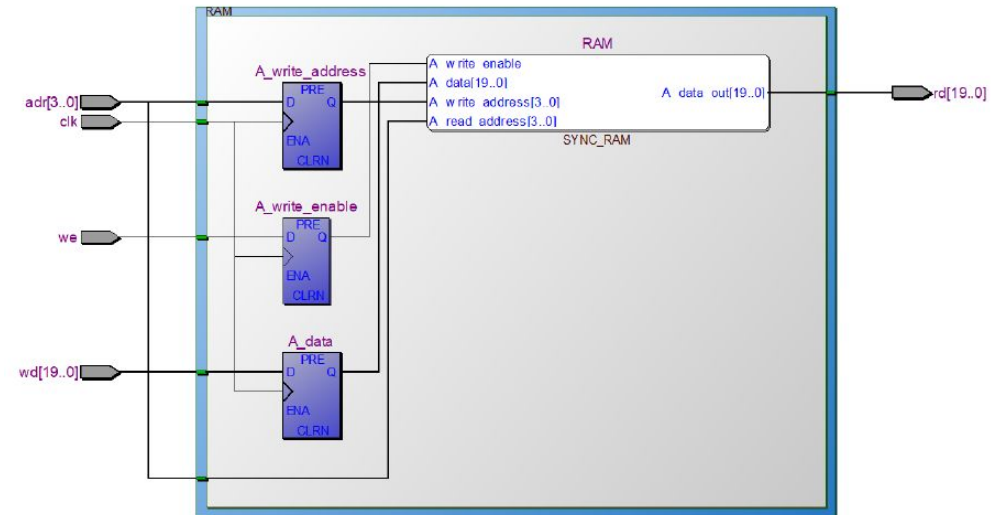 RAM
RAM
A_write_address
PRE
D Q
ENA
CLRN
A write enable
A data[19..0]
A write address[3..0]
A read address[3..0]
A data out[19..0]
SYNC_RAM
adr[3..0]
clk
rd[19..0]
A_write_enable
PRE
D Q
ENA
CLRN
we
A_data
PRE
D Q
ENA
CLRN
wd[19..0]